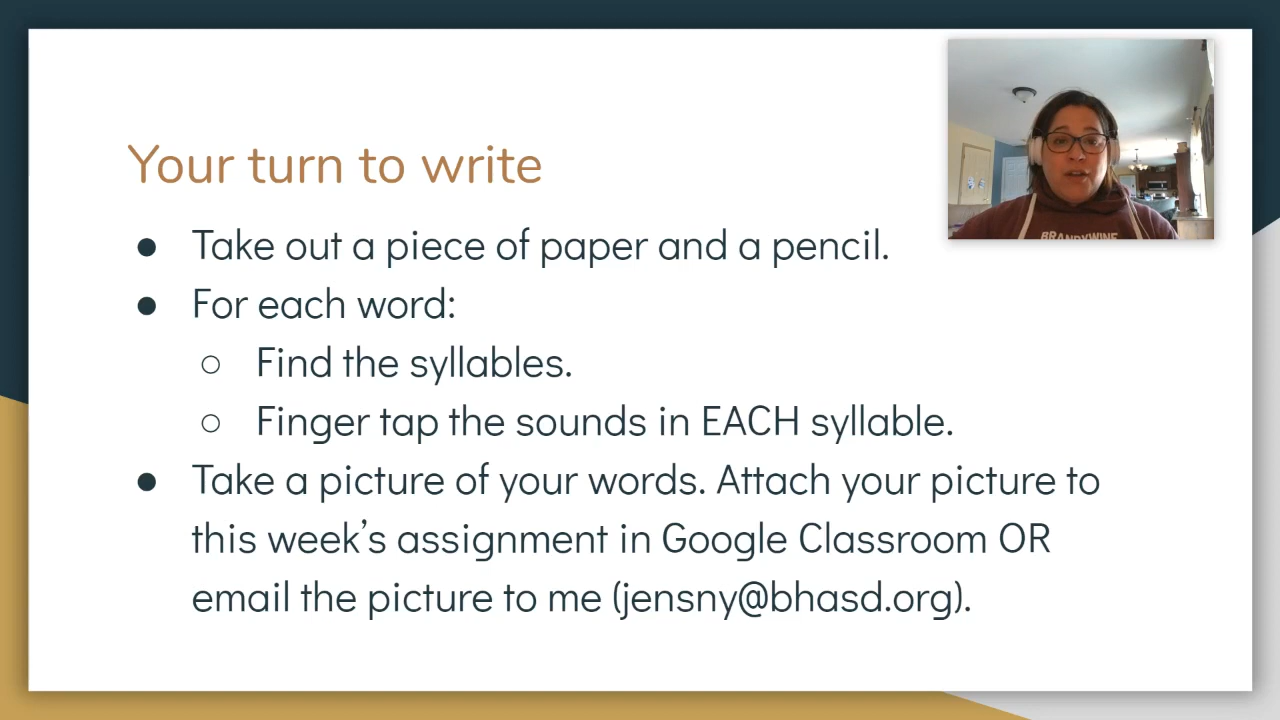 Your turn to write
● Take out a piece of paper and a pencil.
● For each word:
○ Find the syllables.
○ Finger tap the sounds in EACH syllable.
● Take a picture of your words. Attach your picture to
this week’s assignment in Google Classroom OR
email the picture to me (jensny@bhasd.org).
BRANDYWINE